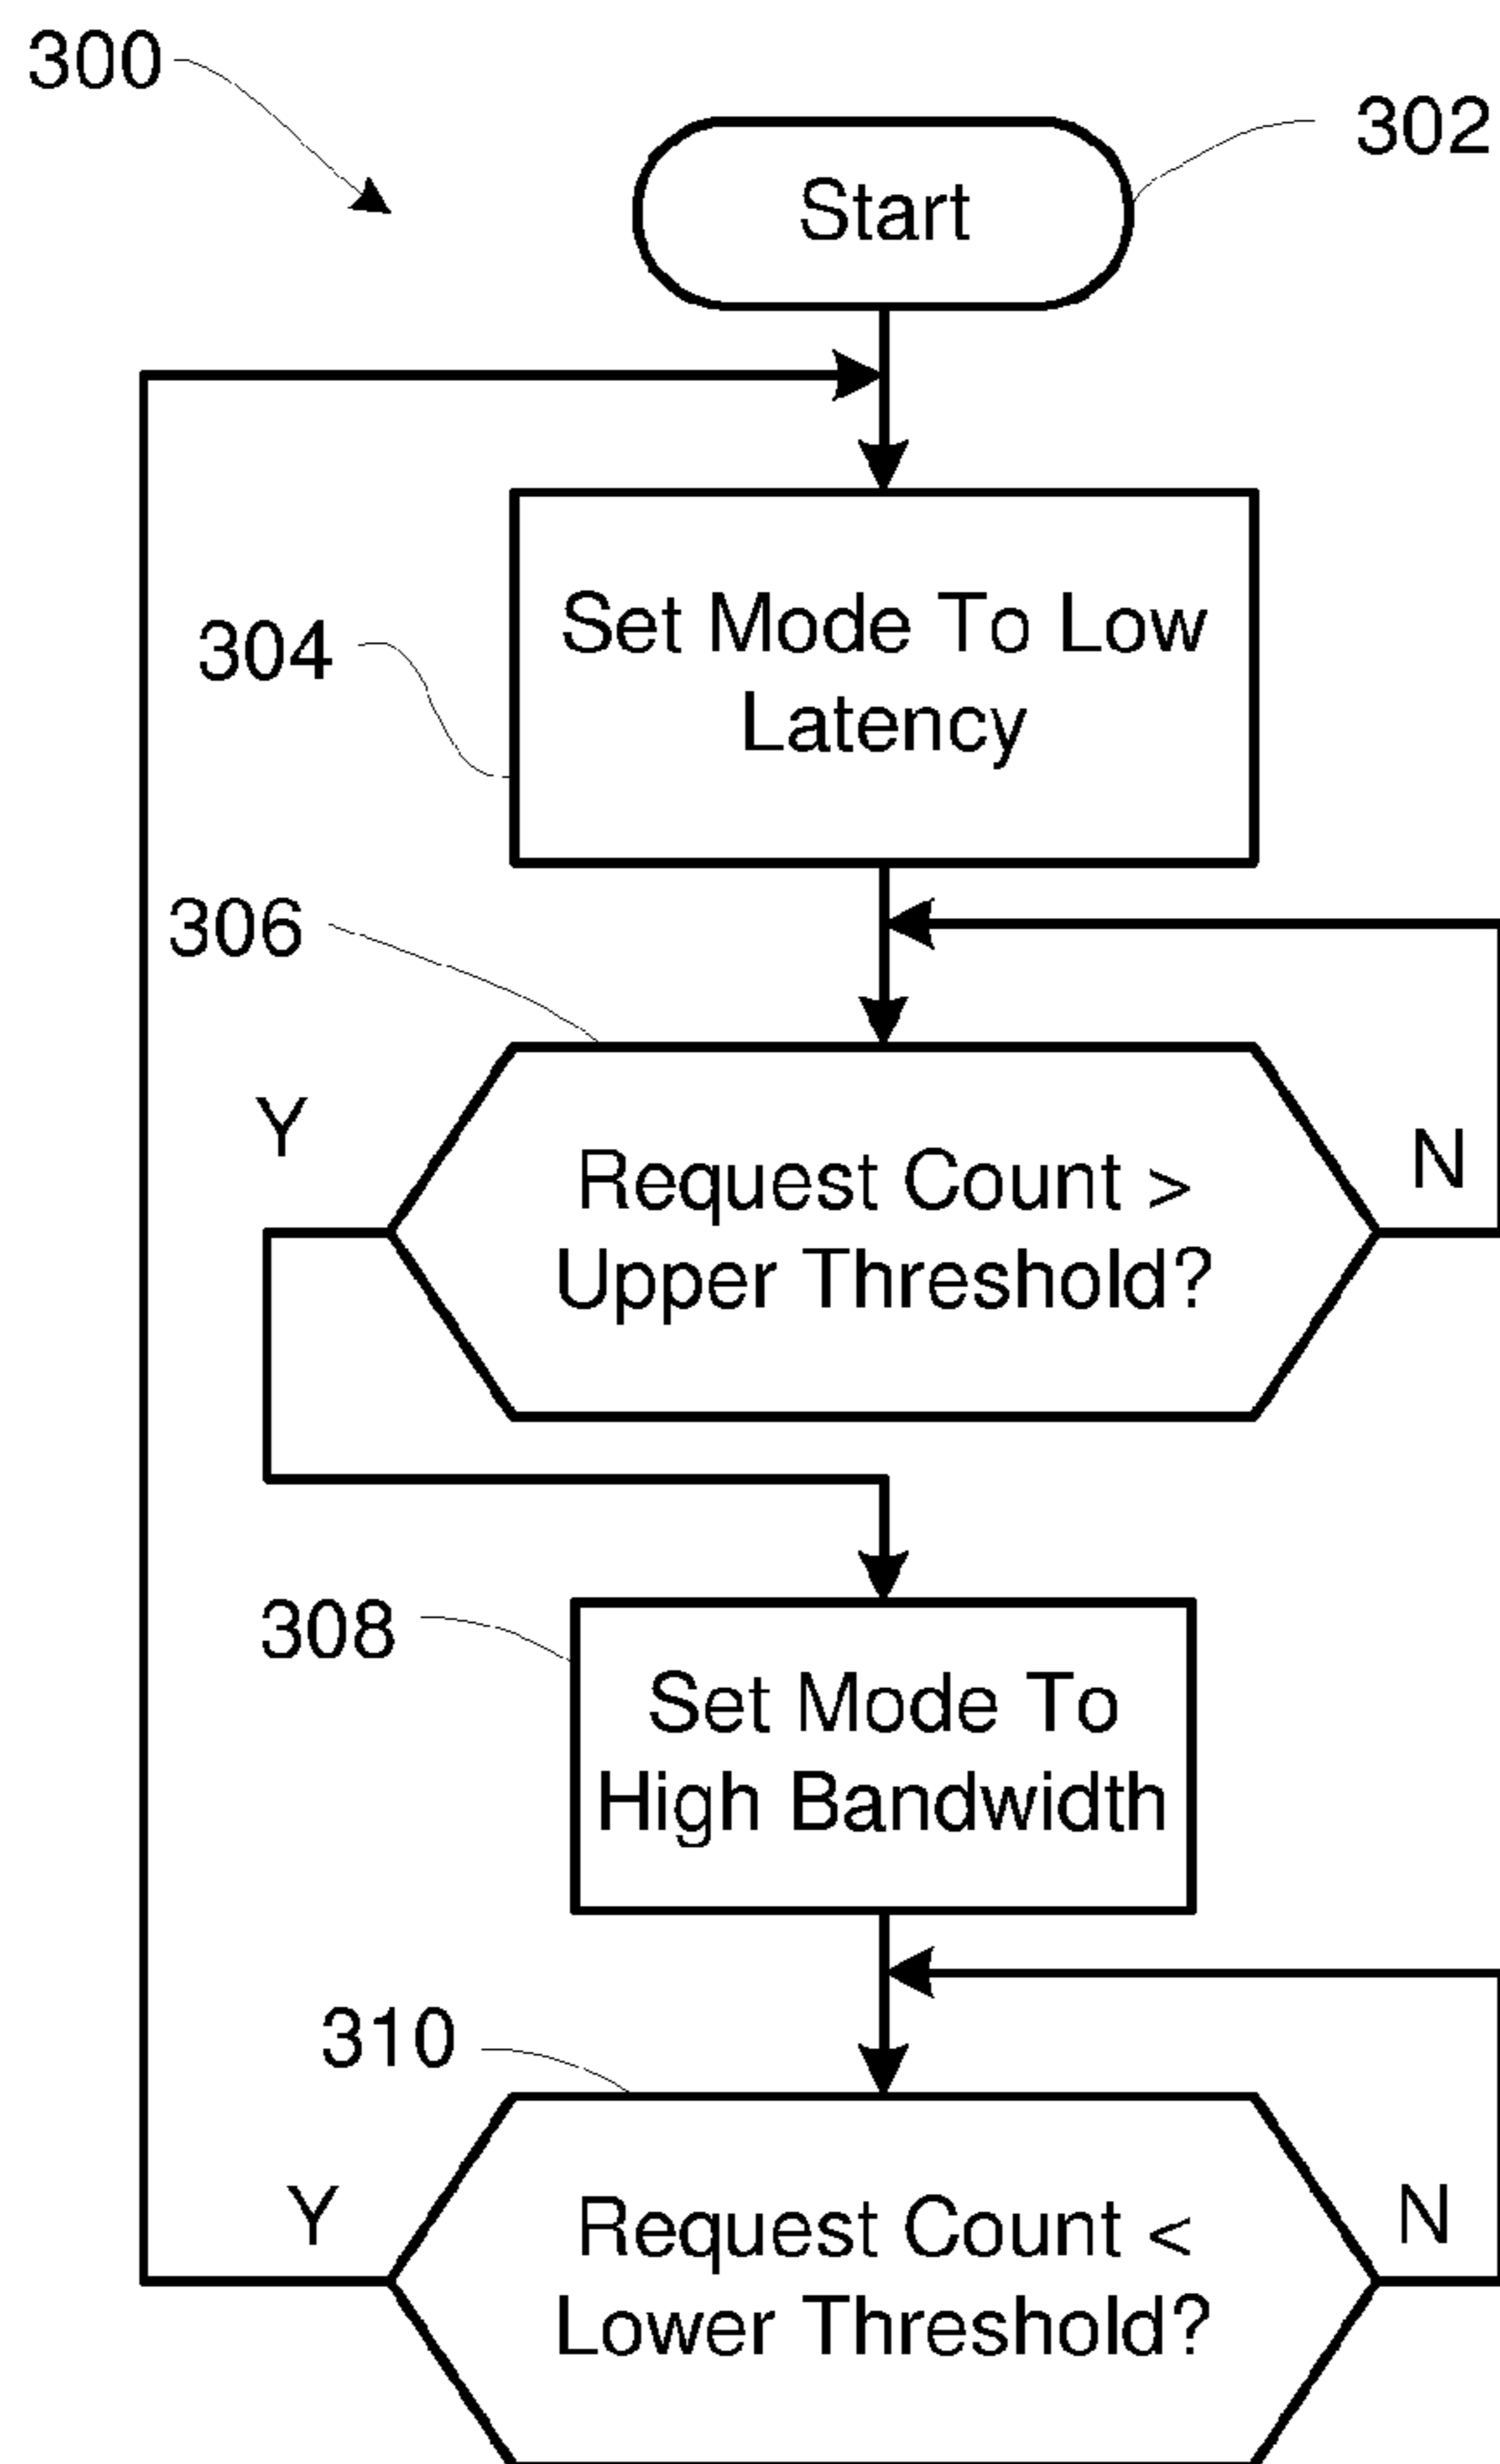 300
302
Start
304
Set Mode To Low
Latency
306
Y
N
Request Count >
Upper Threshold?
308
Set Mode To
High Bandwidth
310
Y
N
Request Count <
Lower Threshold?